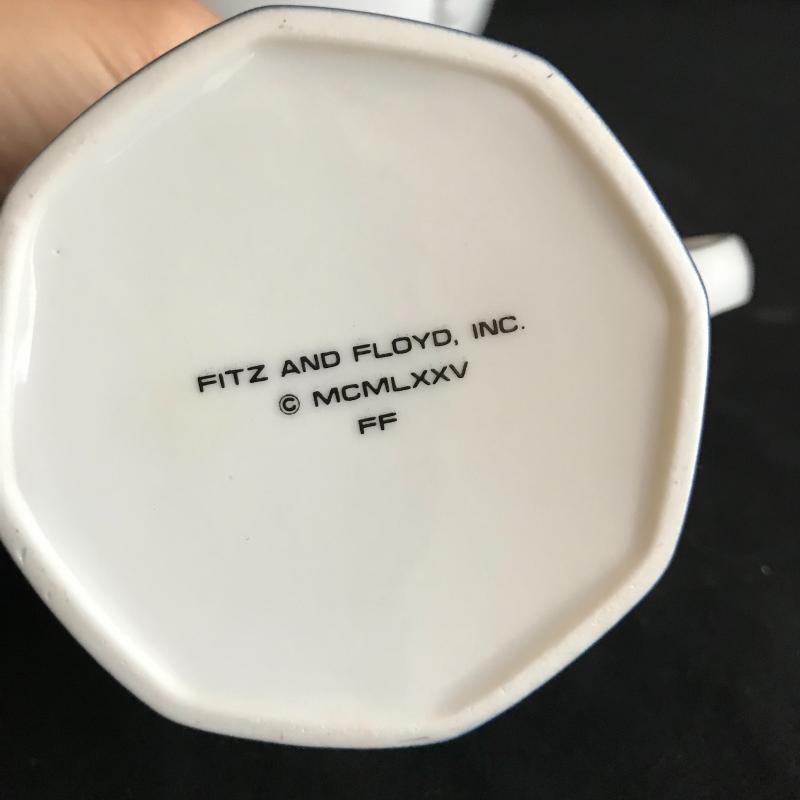 FITZ AND FLOYD, INC.
© MCMLXXV
FF